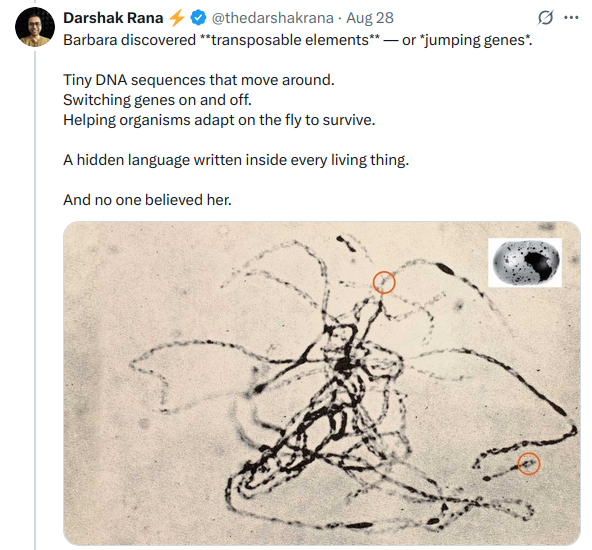 Darshak Rana ⚡ @thedarshakrana · Aug 28
Barbara discovered **transposable elements** — or *jumping genes*.
Tiny DNA sequences that move around.
Switching genes on and off.
Helping organisms adapt on the fly to survive.
A hidden language written inside every living thing.
And no one believed her.